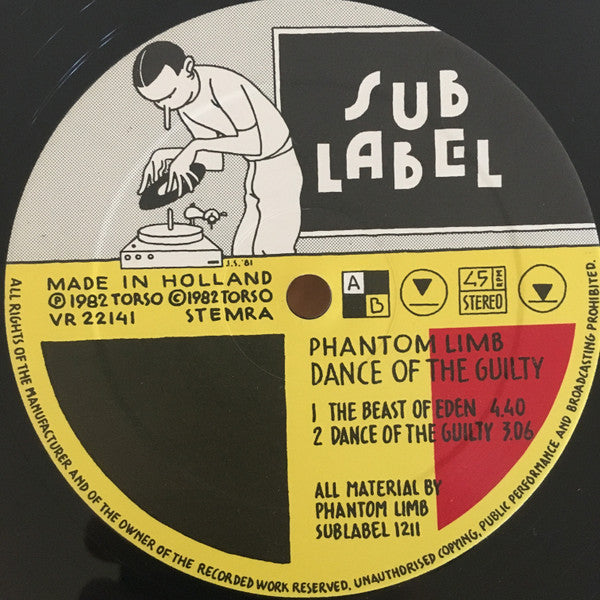 SUB
LABEL
J.S. '81
MADE IN HOLLAND
Ⓟ 1982 TORSO © 1982 TORSO
VR 22141 STEMRA
A
B
45 RPM
STEREO
PHANTOM LIMB
DANCE OF THE GUILTY
1 THE BEAST OF EDEN 4.40
2 DANCE OF THE GUILTY 3.06
ALL MATERIAL BY
PHANTOM LIMB
SUBLABEL 1211
ALL RIGHTS OF THE MANUFACTURER AND OF THE OWNER OF THE RECORDED WORK RESERVED. UNAUTHORISED COPYING, PUBLIC PERFORMANCE AND BROADCASTING PROHIBITED.